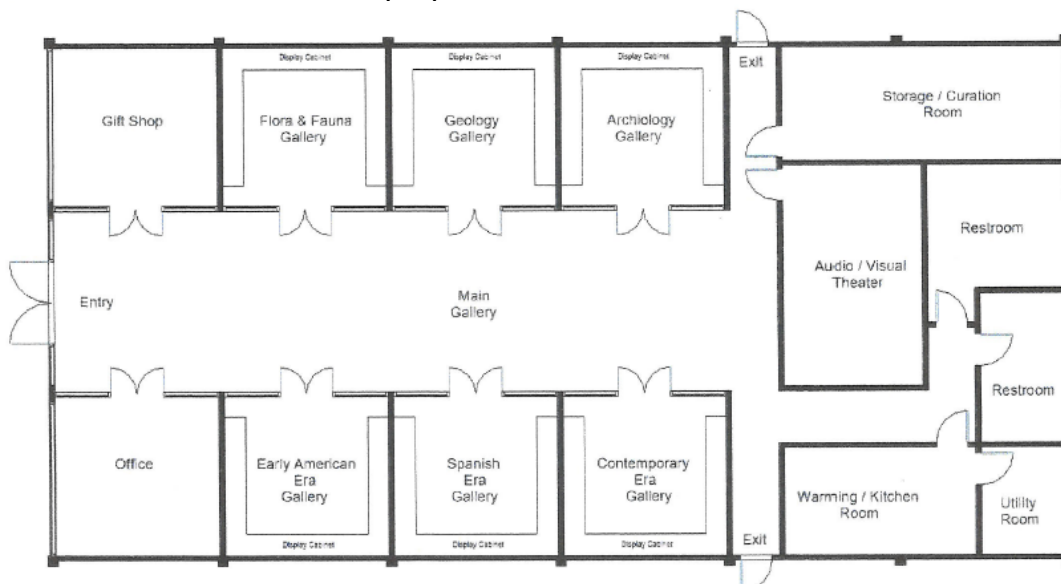 Display Cabinet
Display Cabinet
Display Cabinet
Exit
Gift Shop
Flora & Fauna
Gallery
Geology
Gallery
Archiology
Gallery
Storage / Curation
Room
Restroom
Audio / Visual
Theater
Entry
Main
Gallery
Restroom
Office
Early American
Era
Gallery
Spanish
Era
Gallery
Contemporary
Era
Gallery
Warming / Kitchen
Room
Utility
Room
Display Cabinet
Display Cabinet
Display Cabinet
Exit